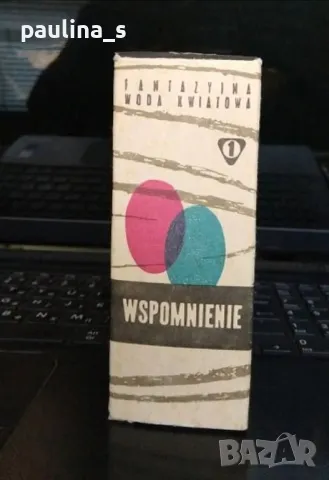 paulina_s
FANTAZYJNA
WODA KWIATOWA
1
WSPOMNIENIE
BAZAR